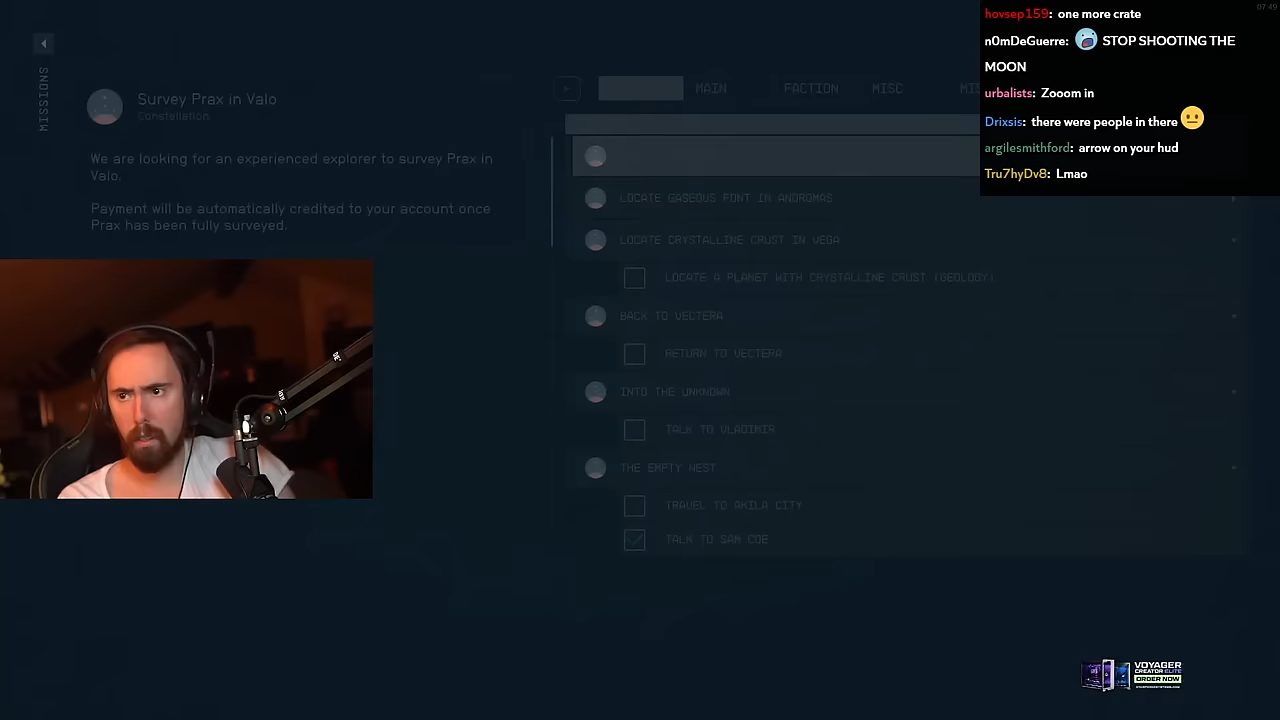 07:49
hovsep159: one more crate
n0mDeGuerre: STOP SHOOTING THE
MOON
urbalists: Zooom in
Drixsis: there were people in there
argilesmithford: arrow on your hud
Tru7hyDv8: Lmao
MISSIONS
Survey Prax in Valo
Constellation
We are looking for an experienced explorer to survey Prax in
Valo.
Payment will be automatically credited to your account once
Prax has been fully surveyed.
MAIN FACTION MISC
LOCATE GASEOUS FONT IN ANDROMAS
LOCATE CRYSTALLINE CRUST IN VEGA
LOCATE A PLANET WITH CRYSTALLINE CRUST (GEOLOGY)
BACK TO VECTERA
RETURN TO VECTERA
INTO THE UNKNOWN
TALK TO VLADIMIR
THE EMPTY NEST
TRAVEL TO AKILA CITY
TALK TO SAM COE
VOYAGER
CREATOR ELITE
ORDER NOW